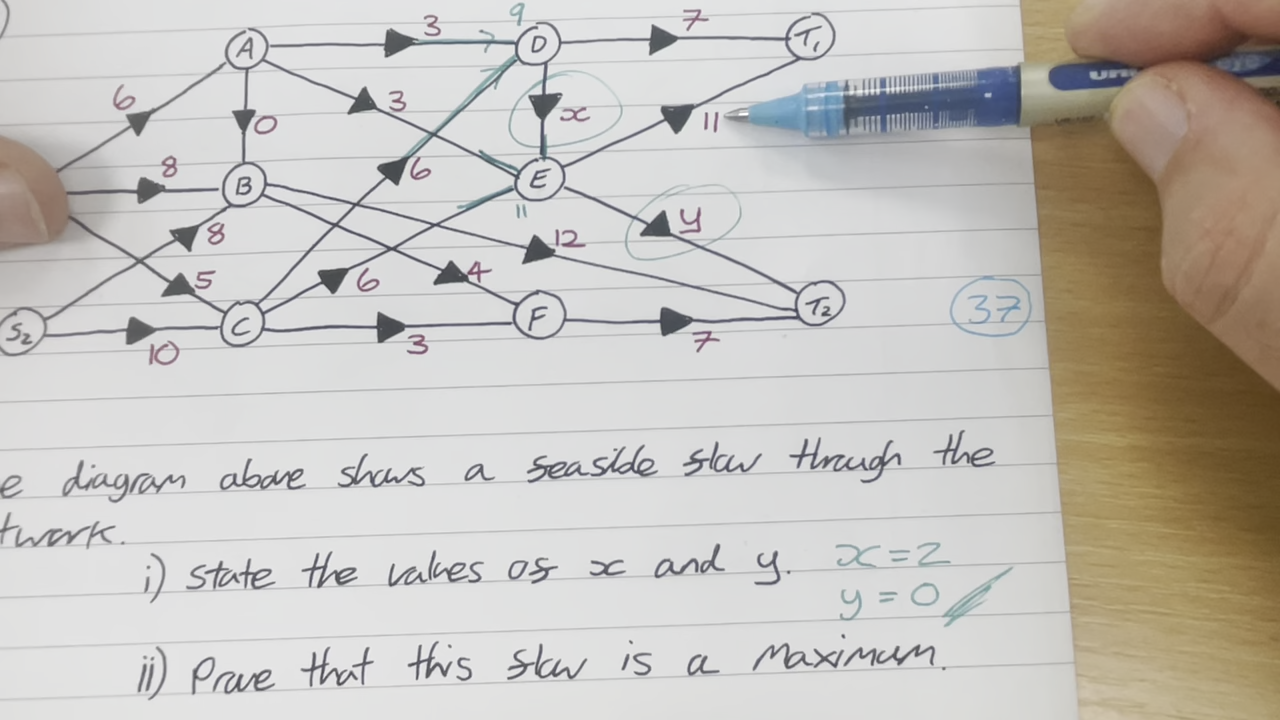 9
A 3 D 7 T1
6 3 x 11
0
8 B 6 E
11
y
8 12
5 6 4
S2 C F T2 37
10 3 7
e diagram above shows a feasible flow through the
twork.
i) State the values of x and y. x = 2
y = 0
ii) Prove that this flow is a maximum.